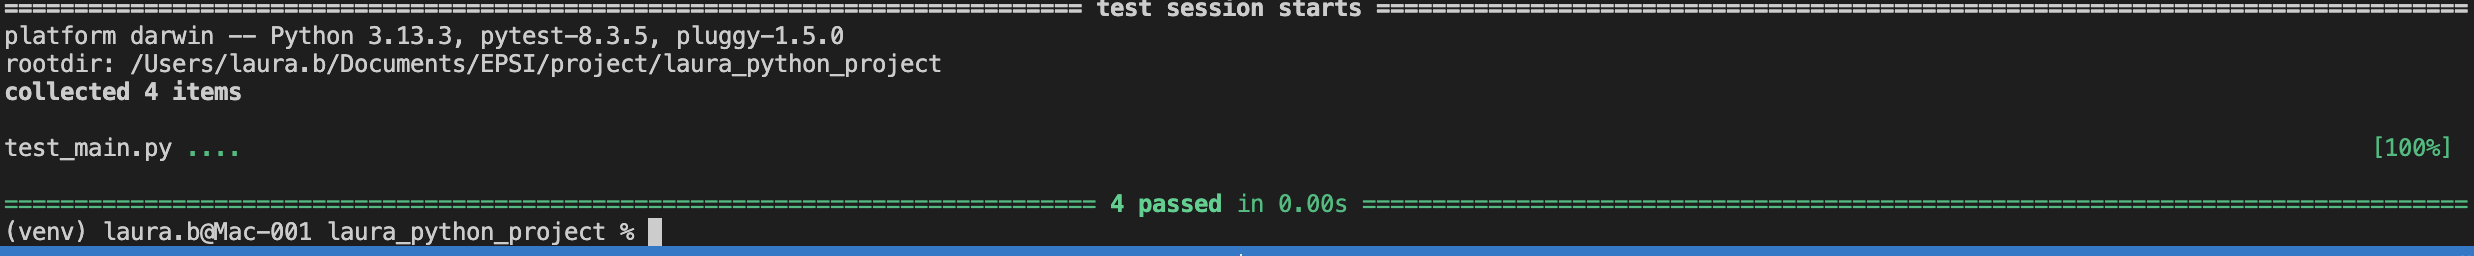 ============================================================================== test session starts ==============================================================================
platform darwin -- Python 3.13.3, pytest-8.3.5, pluggy-1.5.0
rootdir: /Users/laura.b/Documents/EPSI/project/laura_python_project
collected 4 items

test_main.py .... [100%]

============================================================================== 4 passed in 0.00s ===============================================================================
(venv) laura.b@Mac-001 laura_python_project %